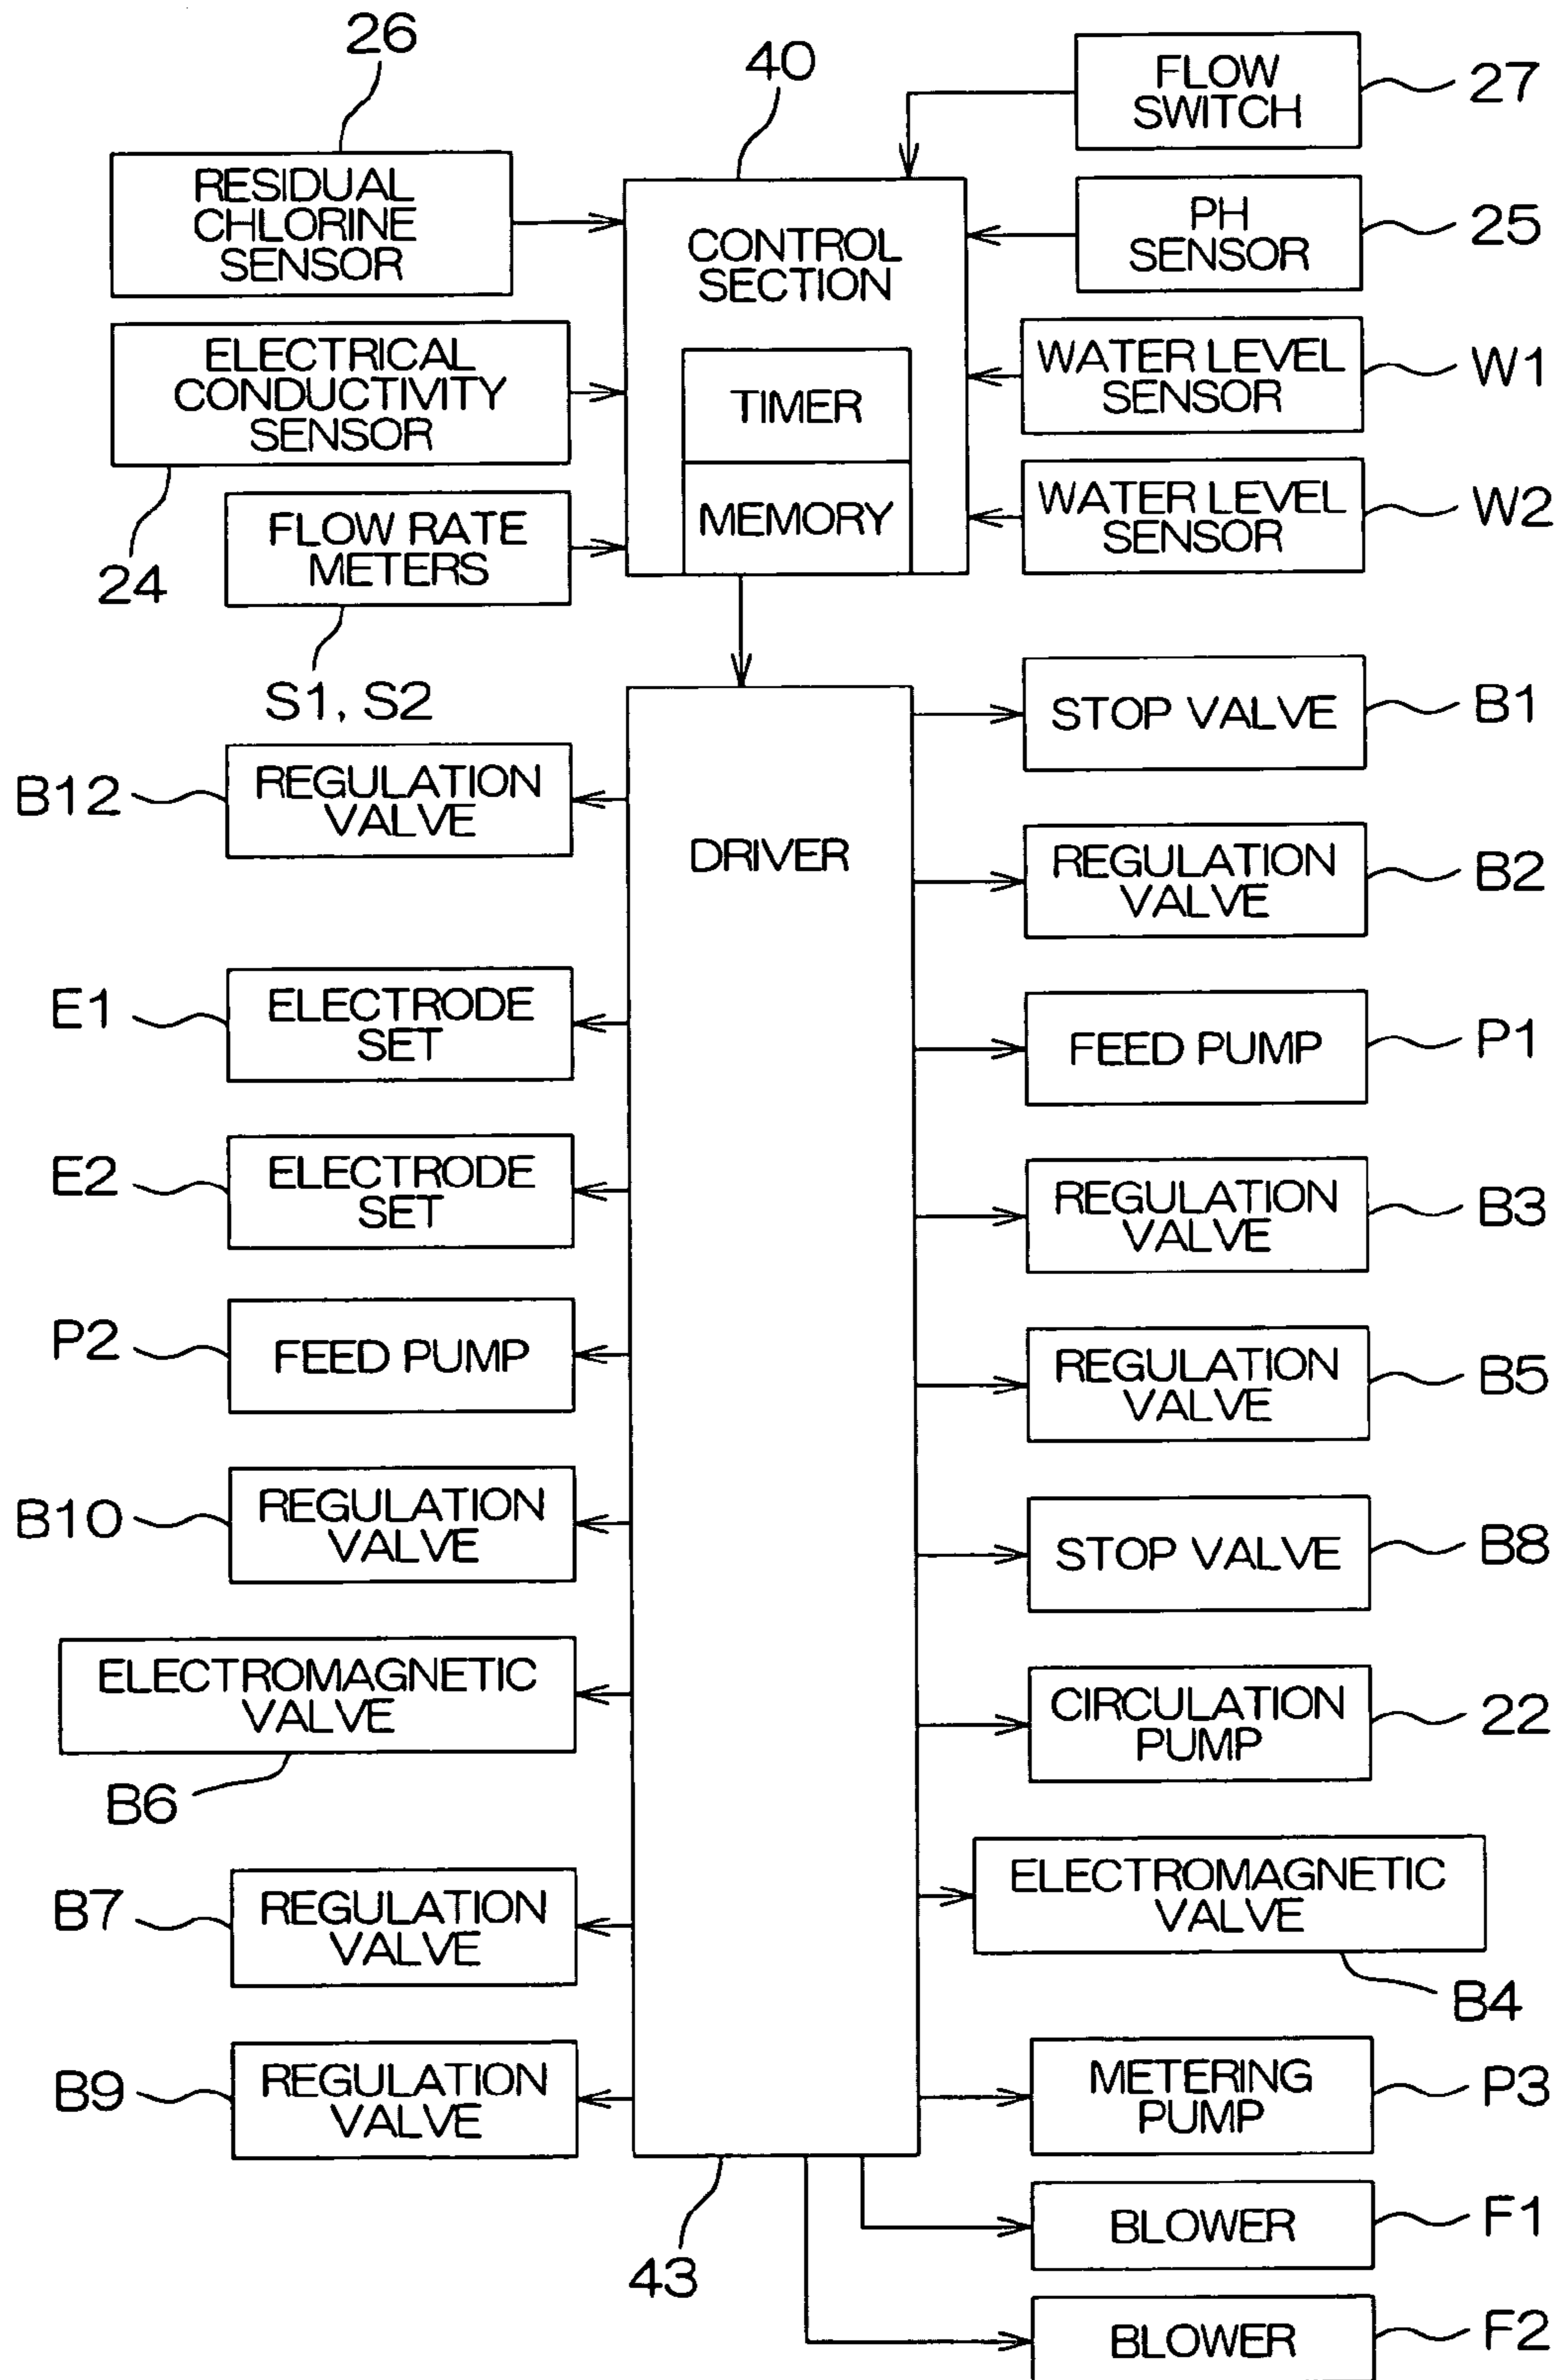 26
40
FLOW
SWITCH
27
RESIDUAL
CHLORINE
SENSOR
CONTROL
SECTION
PH
SENSOR
25
ELECTRICAL
CONDUCTIVITY
SENSOR
24
TIMER
MEMORY
WATER LEVEL
SENSOR
W1
FLOW RATE
METERS
S1, S2
WATER LEVEL
SENSOR
W2
DRIVER
43
B12
REGULATION
VALVE
E1
ELECTRODE
SET
E2
ELECTRODE
SET
P2
FEED PUMP
B10
REGULATION
VALVE
ELECTROMAGNETIC
VALVE
B6
B7
REGULATION
VALVE
B9
REGULATION
VALVE
STOP VALVE
B1
REGULATION
VALVE
B2
FEED PUMP
P1
REGULATION
VALVE
B3
REGULATION
VALVE
B5
STOP VALVE
B8
CIRCULATION
PUMP
22
ELECTROMAGNETIC
VALVE
B4
METERING
PUMP
P3
BLOWER
F1
BLOWER
F2